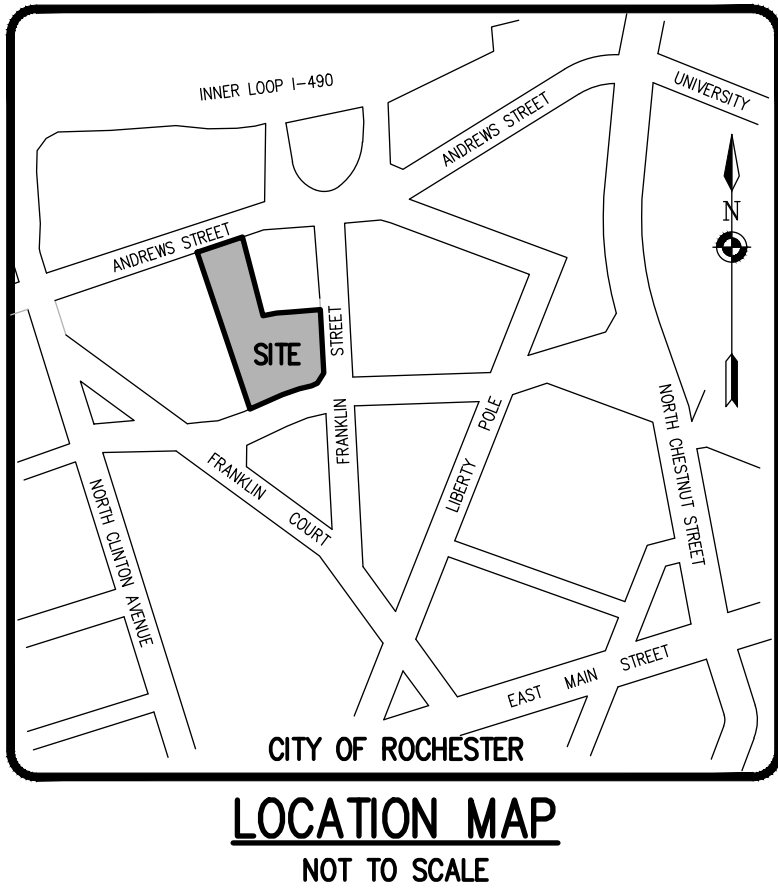 INNER LOOP I-490
UNIVERSITY
ANDREWS STREET
N
ANDREWS STREET
SITE
FRANKLIN STREET
LIBERTY POLE
NORTH CHESTNUT STREET
FRANKLIN COURT
NORTH CLINTON AVENUE
EAST MAIN STREET
CITY OF ROCHESTER
LOCATION MAP
NOT TO SCALE